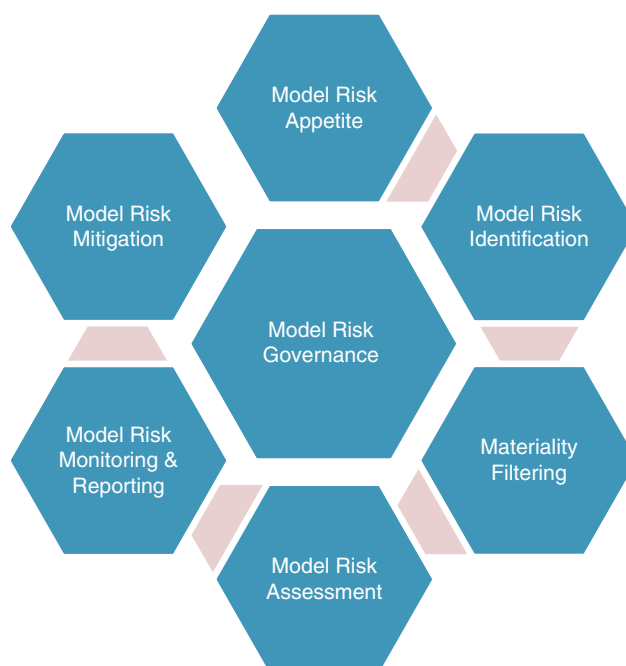 Model Risk
Appetite
Model Risk
Identification
Materiality
Filtering
Model Risk
Assessment
Model Risk
Monitoring &
Reporting
Model Risk
Mitigation
Model Risk
Governance